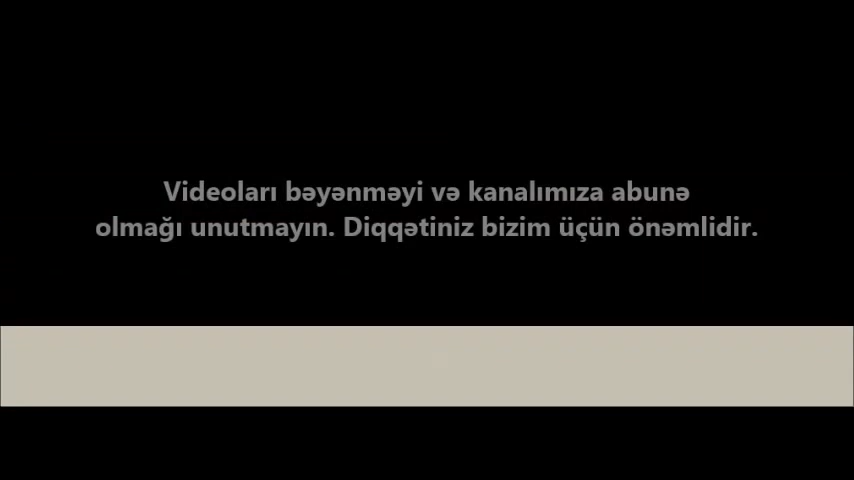 Videoları bəyənməyi və kanalımıza abunə
olmağı unutmayın. Diqqətiniz bizim üçün önəmlidir.